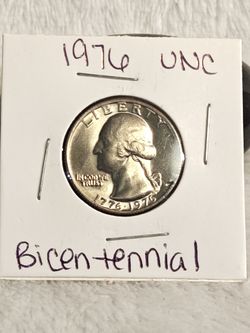 1976 UNC
LIBERTY
IN GOD WE
TRUST
1776-1976
Bicentennial